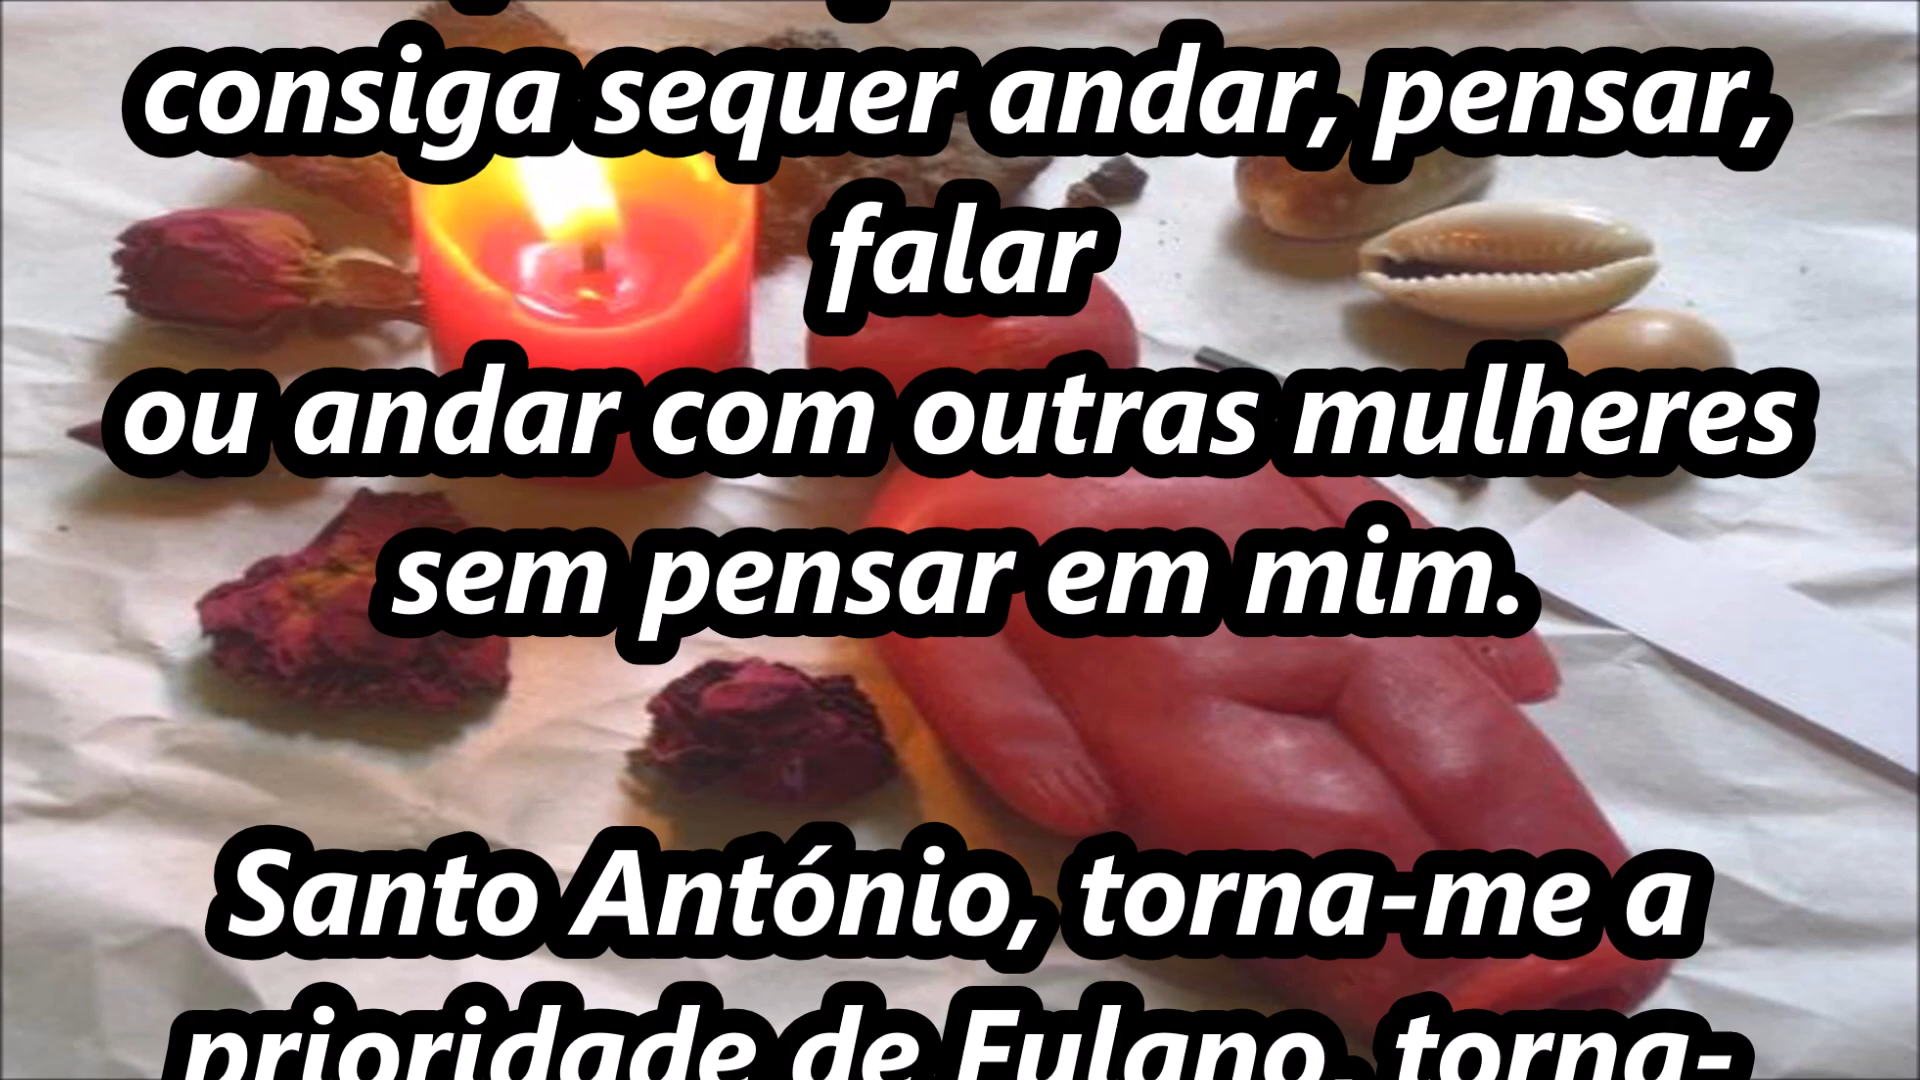 consiga sequer andar, pensar,
falar
ou andar com outras mulheres
sem pensar em mim.
Santo António, torna-me a
prioridade de Fulano, torna-